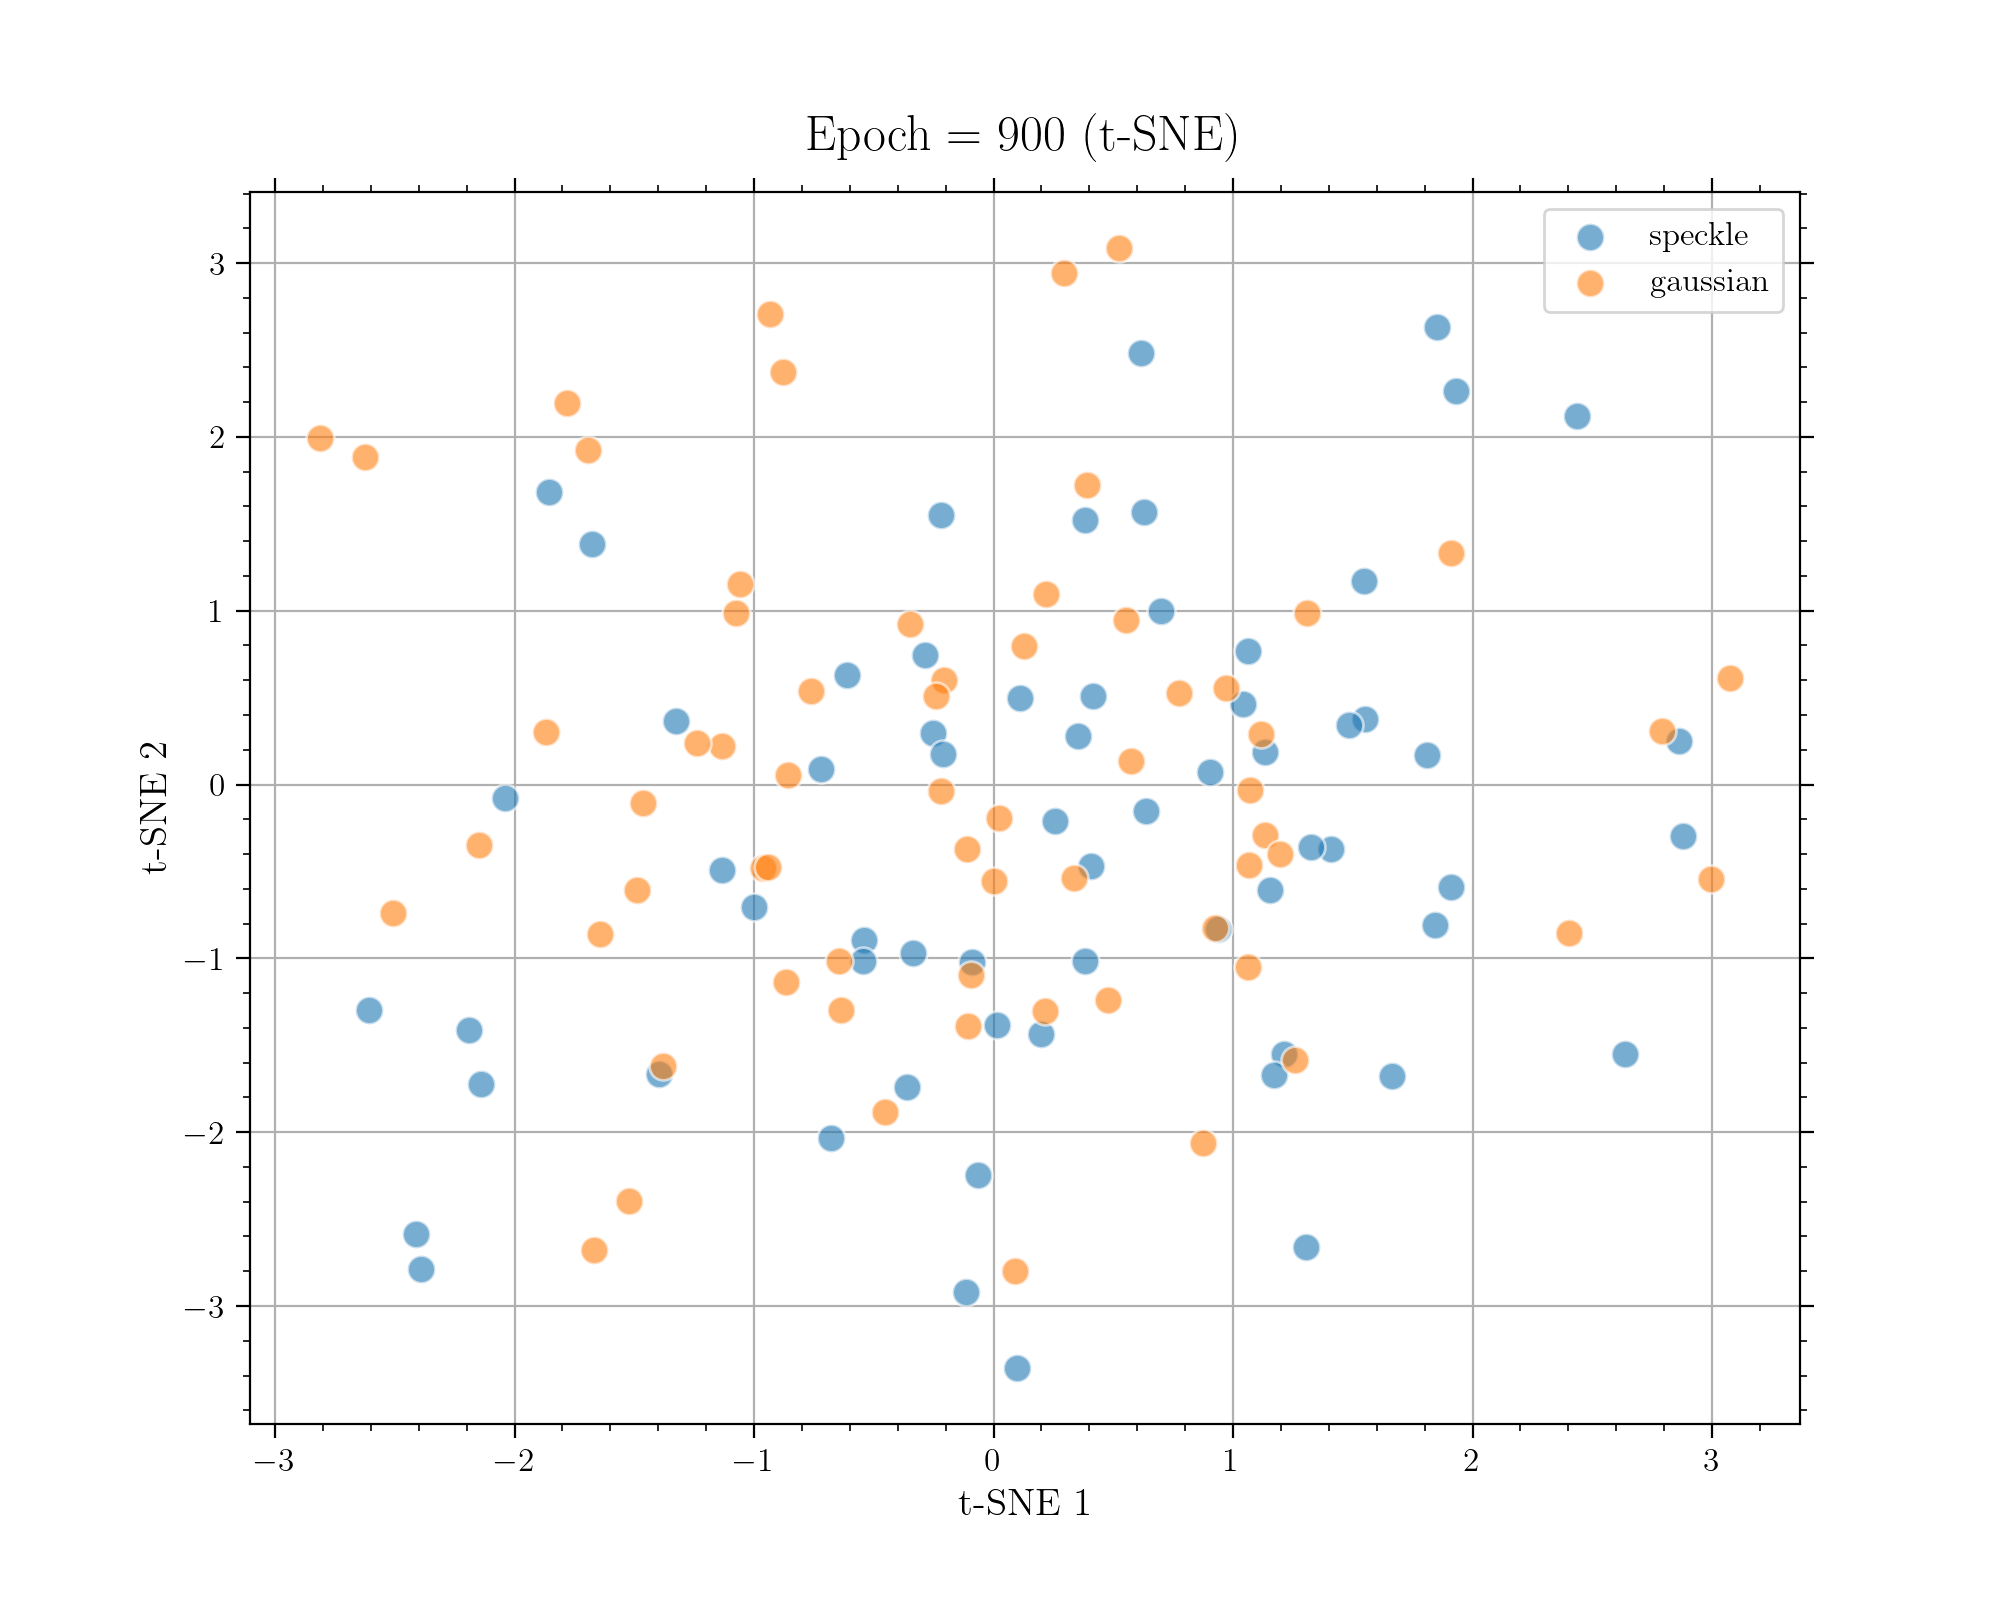 Epoch = 900 (t-SNE)
speckle
gaussian
3
2
1
0
−1
−2
−3
t-SNE 2
−3 −2 −1 0 1 2 3
t-SNE 1